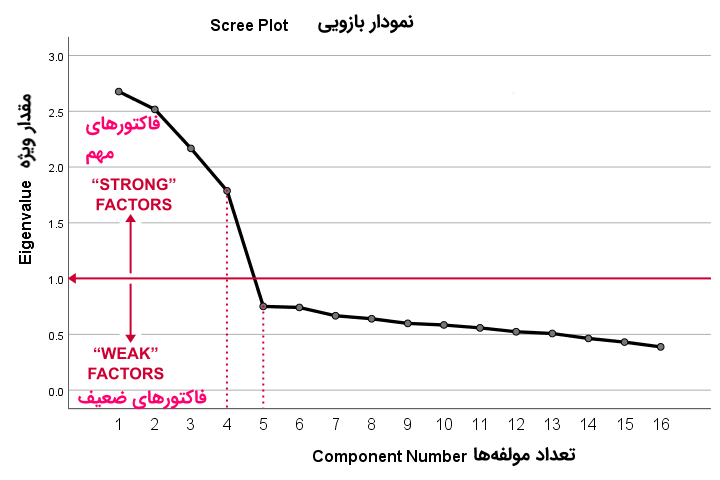 Scree Plot نمودار بازویی
3.0
2.5
2.0
1.5
1.0
0.5
0.0
Eigenvalue مقدار ویژه
فاکتورهای
مهم
“STRONG”
FACTORS
“WEAK”
FACTORS
فاکتورهای ضعیف
1 2 3 4 5 6 7 8 9 10 11 12 13 14 15 16
Component Number تعداد مولفه‌ها